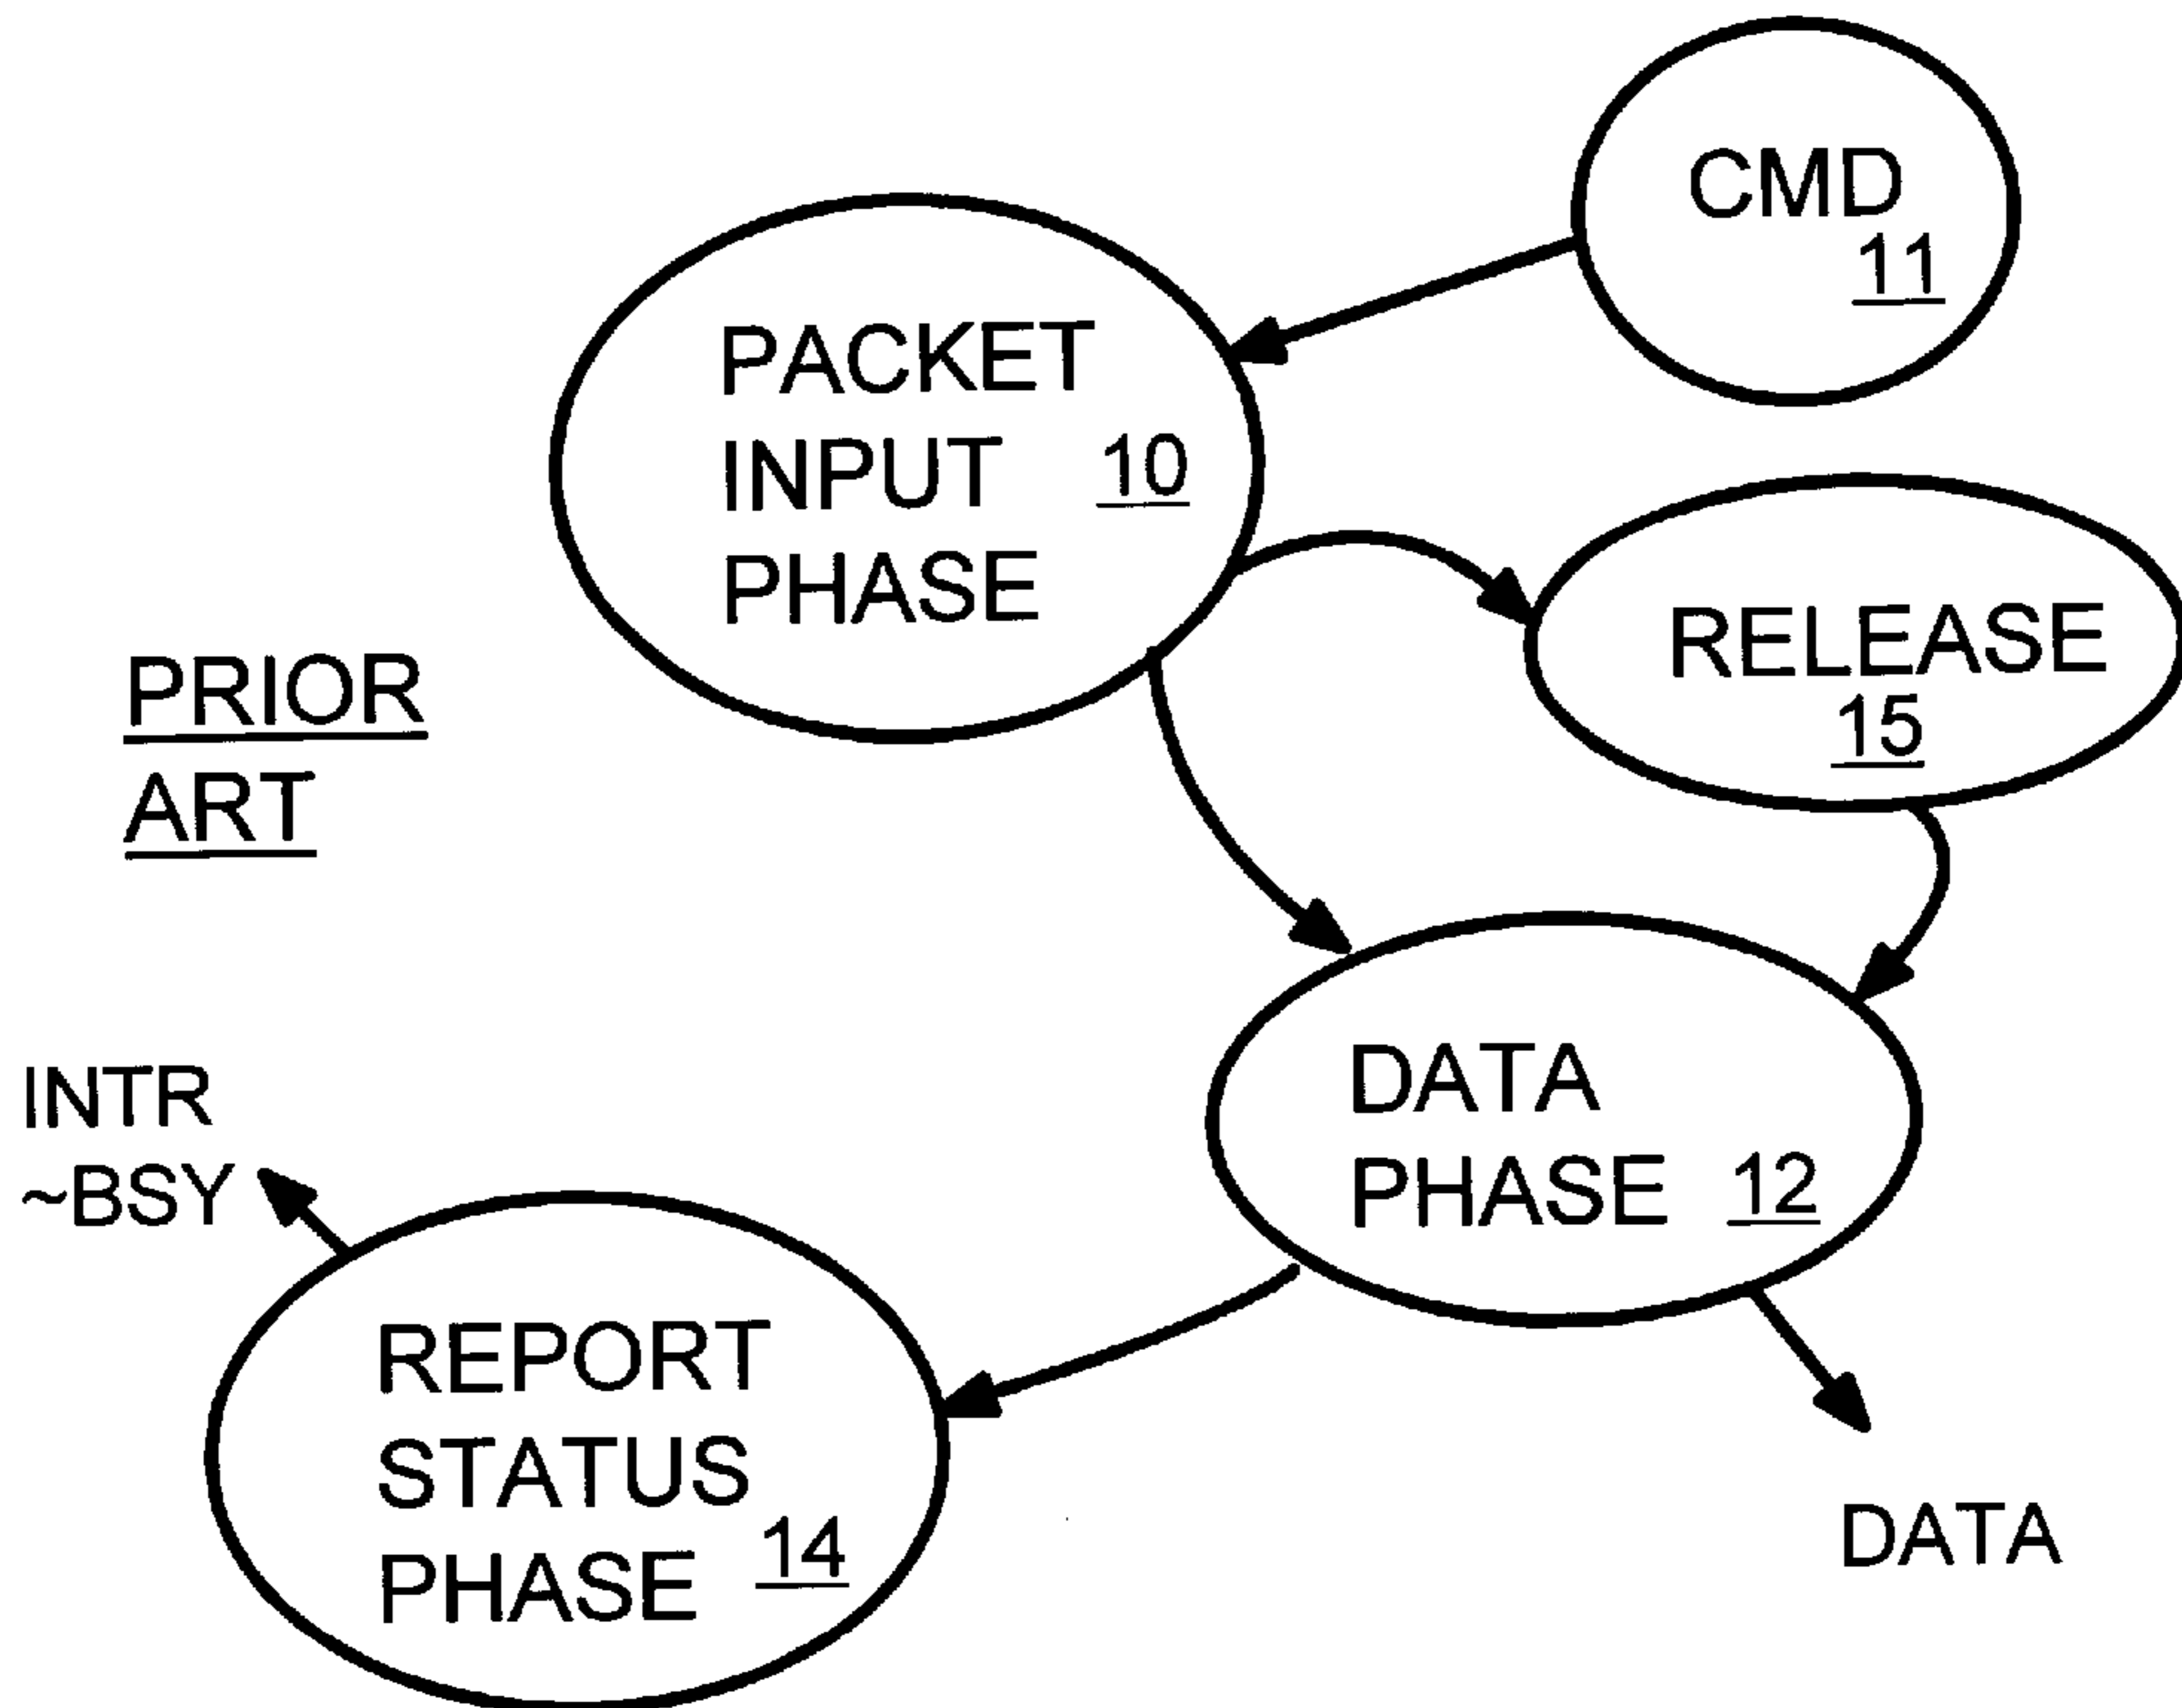 CMD
11
PACKET
INPUT 10
PHASE
RELEASE
15
PRIOR
ART
DATA
PHASE 12
INTR
~BSY
REPORT
STATUS
PHASE 14
DATA